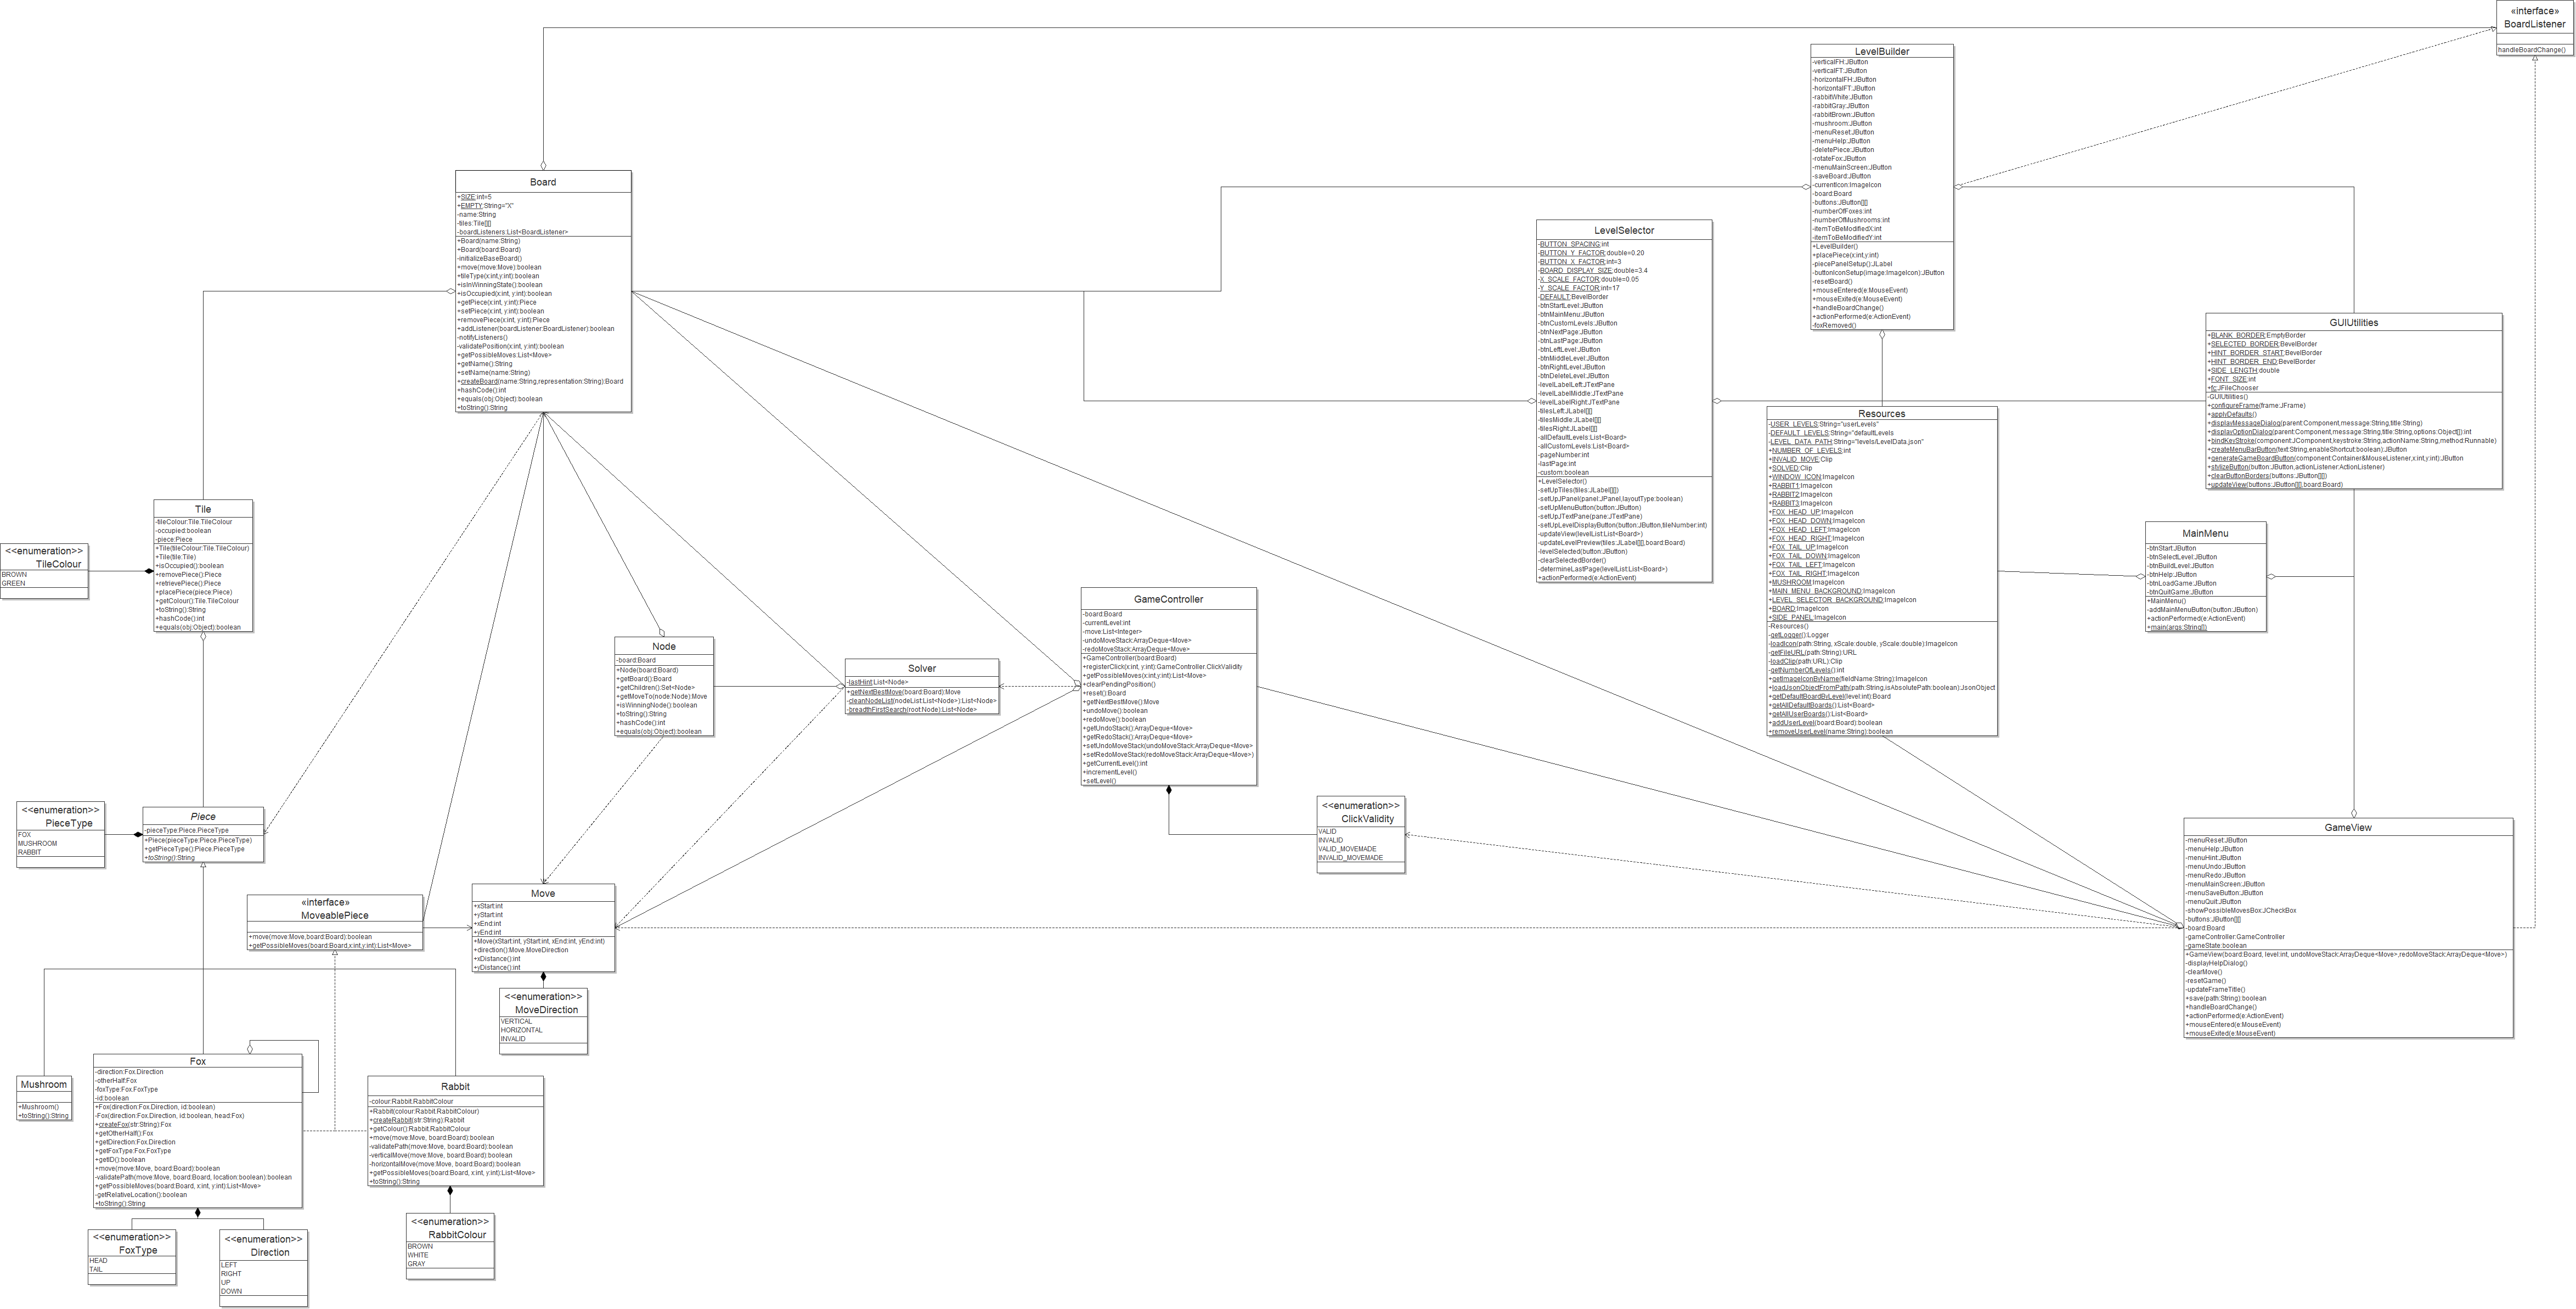 «interface»
BoardListener
handleBoardChange()
LevelBuilder
-verticalFH:JButton
-verticalFT:JButton
-horizontalFH:JButton
-horizontalFT:JButton
-rabbitWhite:JButton
-rabbitGray:JButton
-rabbitBrown:JButton
-mushroom:JButton
-menuReset:JButton
-menuHelp:JButton
-deletePiece:JButton
-rotateFox:JButton
-menuMainScreen:JButton
-saveBoard:JButton
-currentIcon:ImageIcon
-board:Board
-buttons:JButton[][]
-numberOfFoxes:int
-numberOfMushrooms:int
-itemToBeModifiedX:int
-itemToBeModifiedY:int
+LevelBuilder()
+placePiece(x:int,y:int)
-piecePanelSetup():JLabel
-buttonIconSetup(image:ImageIcon):JButton
-resetBoard()
+mouseEntered(e:MouseEvent)
+mouseExited(e:MouseEvent)
+handleBoardChange()
+actionPerformed(e:ActionEvent)
-foxRemoved()
Board
+SIZE:int=5
+EMPTY:String="X"
-name:String
-tiles:Tile[][]
-boardListeners:List<BoardListener>
+Board(name:String)
+Board(board:Board)
-initializeBaseBoard()
+move(move:Move):boolean
+tileType(x:int,y:int):boolean
+isInWinningState():boolean
+isOccupied(x:int, y:int):boolean
+getPiece(x:int, y:int):Piece
+setPiece(x:int, y:int):boolean
+removePiece(x:int, y:int):Piece
+addListener(boardListener:BoardListener):boolean
-notifyListeners()
-validatePosition(x:int, y:int):boolean
+getPossibleMoves:List<Move>
+getName():String
+setName(name:String)
+createBoard(name:String,representation:String):Board
+hashCode():int
+equals(obj:Object):boolean
+toString():String
LevelSelector
-BUTTON_SPACING:int
-BUTTON_Y_FACTOR:double=0.20
-BUTTON_X_FACTOR:int=3
-BOARD_DISPLAY_SIZE:double=3.4
-X_SCALE_FACTOR:double=0.05
-Y_SCALE_FACTOR:int=17
-DEFAULT:BevelBorder
-btnStartLevel:JButton
-btnMainMenu:JButton
-btnCustomLevels:JButton
-btnNextPage:JButton
-btnLastPage:JButton
-btnLeftLevel:JButton
-btnMiddleLevel:JButton
-btnRightLevel:JButton
-btnDeleteLevel:JButton
-levelLabelLeft:JTextPane
-levelLabelMiddle:JTextPane
-levelLabelRight:JTextPane
-tilesLeft:JLabel[][]
-tilesMiddle:JLabel[][]
-tilesRight:JLabel[][]
-allDefaultLevels:List<Board>
-allCustomLevels:List<Board>
-pageNumber:int
-lastPage:int
-custom:boolean
+LevelSelector()
-setUpTiles(tiles:JLabel[][])
-setUpJPanel(panel:JPanel,layoutType:boolean)
-setUpMenuButton(button:JButton)
-setUpJTextPane(pane:JTextPane)
-setUpLevelDisplayButton(button:JButton,tileNumber:int)
-updateView(levelList:List<Board>)
-updateLevelPreview(tiles:JLabel[][],board:Board)
-levelSelected(button:JButton)
-clearSelectedBorder()
-determineLastPage(levelList:List<Board>)
+actionPerformed(e:ActionEvent)
GUIUtilities
+BLANK_BORDER:EmptyBorder
+SELECTED_BORDER:BevelBorder
+HINT_BORDER_START:BevelBorder
+HINT_BORDER_END:BevelBorder
+SIDE_LENGTH:double
+FONT_SIZE:int
+fc:JFileChooser
-GUIUtilities()
+configureFrame(frame:JFrame)
+applyDefaults()
+displayMessageDialog(parent:Component,message:String,title:String)
+displayOptionDialog(parent:Component,message:String,title:String,options:Object[]):int
+bindKeyStroke(component:JComponent,keystroke:String,actionName:String,method:Runnable)
+createMenuBarButton(text:String,enableShortcut:boolean):JButton
+generateGameBoardButton(component:Container&MouseListener,x:int,y:int):JButton
+stylizeButton(button:JButton,actionListener:ActionListener)
+clearButtonBorders(buttons:JButton[][])
+updateView(buttons:JButton[][],board:Board)
Resources
-USER_LEVELS:String="userLevels"
-DEFAULT_LEVELS:String="defaultLevels
-LEVEL_DATA_PATH:String="levels/LevelData.json"
+NUMBER_OF_LEVELS:int
+INVALID_MOVE:Clip
+SOLVED:Clip
+WINDOW_ICON:ImageIcon
+RABBIT1:ImageIcon
+RABBIT2:ImageIcon
+RABBIT3:ImageIcon
+FOX_HEAD_UP:ImageIcon
+FOX_HEAD_DOWN:ImageIcon
+FOX_HEAD_LEFT:ImageIcon
+FOX_HEAD_RIGHT:ImageIcon
+FOX_TAIL_UP:ImageIcon
+FOX_TAIL_DOWN:ImageIcon
+FOX_TAIL_LEFT:ImageIcon
+FOX_TAIL_RIGHT:ImageIcon
+MUSHROOM:ImageIcon
+MAIN_MENU_BACKGROUND:ImageIcon
+LEVEL_SELECTOR_BACKGROUND:ImageIcon
+BOARD:ImageIcon
+SIDE_PANEL:ImageIcon
-Resources()
-getLogger():Logger
-loadIcon(path:String, xScale:double, yScale:double):ImageIcon
-getFileURL(path:String):URL
-loadClip(path:URL):Clip
-getNumberOfLevels():int
+getImageIconByName(fieldName:String):ImageIcon
+loadJsonObjectFromPath(path:String,isAbsolutePath:boolean):JsonObject
+getDefaultBoardByLevel(level:int):Board
+getAllDefaultBoards():List<Board>
+getAllUserBoards():List<Board>
+addUserLevel(board:Board):boolean
+removeUserLevel(name:String):boolean
MainMenu
-btnStart:JButton
-btnSelectLevel:JButton
-btnBuildLevel:JButton
-btnHelp:JButton
-btnLoadGame:JButton
-btnQuitGame:JButton
+MainMenu()
-addMainMenuButton(button:JButton)
+actionPerformed(e:ActionEvent)
+main(args:String[])
Tile
-tileColour:Tile.TileColour
-occupied:boolean
-piece:Piece
+Tile(tileColour:Tile.TileColour)
+Tile(tile:Tile)
+isOccupied():boolean
+removePiece():Piece
+retrievePiece():Piece
+placePiece(piece:Piece)
+getColour():Tile.TileColour
+toString():String
+hashCode():int
+equals(obj:Object):boolean
<<enumeration>>
TileColour
BROWN
GREEN
GameController
-board:Board
-currentLevel:int
-move:List<Integer>
-undoMoveStack:ArrayDeque<Move>
-redoMoveStack:ArrayDeque<Move>
+GameController(board:Board)
+registerClick(x:int, y:int):GameController.ClickValidity
+getPossibleMoves(x:int,y:int):List<Move>
+clearPendingPosition()
+reset():Board
+getNextBestMove():Move
+undoMove():boolean
+redoMove():boolean
+getUndoStack():ArrayDeque<Move>
+getRedoStack():ArrayDeque<Move>
+setUndoMoveStack(undoMoveStack:ArrayDeque<Move>
+setRedoMoveStack(redoMoveStack:ArrayDeque<Move>)
+getCurrentLevel():int
+incrementLevel()
+setLevel()
Node
-board:Board
+Node(board:Board)
+getBoard():Board
+getChildren():Set<Node>
+getMoveTo(node:Node):Move
+isWinningNode():boolean
+toString():String
+hashCode():int
+equals(obj:Object):boolean
Solver
-lastHint:List<Node>
+getNextBestMove(board:Board):Move
-cleanNodeList(nodeList:List<Node>):List<Node>
-breadthFirstSearch(root:Node):List<Node>
<<enumeration>>
PieceType
FOX
MUSHROOM
RABBIT
Piece
-pieceType:Piece.PieceType
+Piece(pieceType:Piece.PieceType)
+getPieceType():Piece.PieceType
+toString():String
<<enumeration>>
ClickValidity
VALID
INVALID
VALID_MOVEMADE
INVALID_MOVEMADE
GameView
-menuReset:JButton
-menuHelp:JButton
-menuHint:JButton
-menuUndo:JButton
-menuRedo:JButton
-menuMainScreen:JButton
-menuSaveButton:JButton
-menuQuit:JButton
-showPossibleMovesBox:JCheckBox
-buttons:JButton[][]
-board:Board
-gameController:GameController
-gameState:boolean
+GameView(board:Board, level:int, undoMoveStack:ArrayDeque<Move>,redoMoveStack:ArrayDeque<Move>)
-displayHelpDialog()
-clearMove()
-resetGame()
-updateFrameTitle()
+save(path:String):boolean
+handleBoardChange()
+actionPerformed(e:ActionEvent)
+mouseEntered(e:MouseEvent)
+mouseExited(e:MouseEvent)
«interface»
MoveablePiece
+move(move:Move,board:Board):boolean
+getPossibleMoves(board:Board,x:int,y:int):List<Move>
Move
+xStart:int
+yStart:int
+xEnd:int
+yEnd:int
+Move(xStart:int, yStart:int, xEnd:int, yEnd:int)
+direction():Move.MoveDirection
+xDistance():int
+yDistance():int
<<enumeration>>
MoveDirection
VERTICAL
HORIZONTAL
INVALID
Mushroom
+Mushroom()
+toString():String
Fox
-direction:Fox.Direction
-otherHalf:Fox
-foxType:Fox.FoxType
-id:boolean
+Fox(direction:Fox.Direction, id:boolean)
-Fox(direction:Fox.Direction, id:boolean, head:Fox)
+createFox(str:String):Fox
+getOtherHalf():Fox
+getDirection:Fox.Direction
+getFoxType:Fox.FoxType
+getID():boolean
+move(move:Move, board:Board):boolean
-validatePath(move:Move, board:Board, location:boolean):boolean
+getPossibleMoves(board:Board, x:int, y:int):List<Move>
-getRelativeLocation():boolean
+toString():String
Rabbit
-colour:Rabbit.RabbitColour
+Rabbit(colour:Rabbit.RabbitColour)
+createRabbit(str:String):Rabbit
+getColour():Rabbit.RabbitColour
+move(move:Move, board:Board):boolean
-validatePath(move:Move, board:Board):boolean
-verticalMove(move:Move, board:Board):boolean
-horizontalMove(move:Move, board:Board):boolean
+getPossibleMoves(board:Board, x:int, y:int):List<Move>
+toString():String
<<enumeration>>
FoxType
HEAD
TAIL
<<enumeration>>
Direction
LEFT
RIGHT
UP
DOWN
<<enumeration>>
RabbitColour
BROWN
WHITE
GRAY